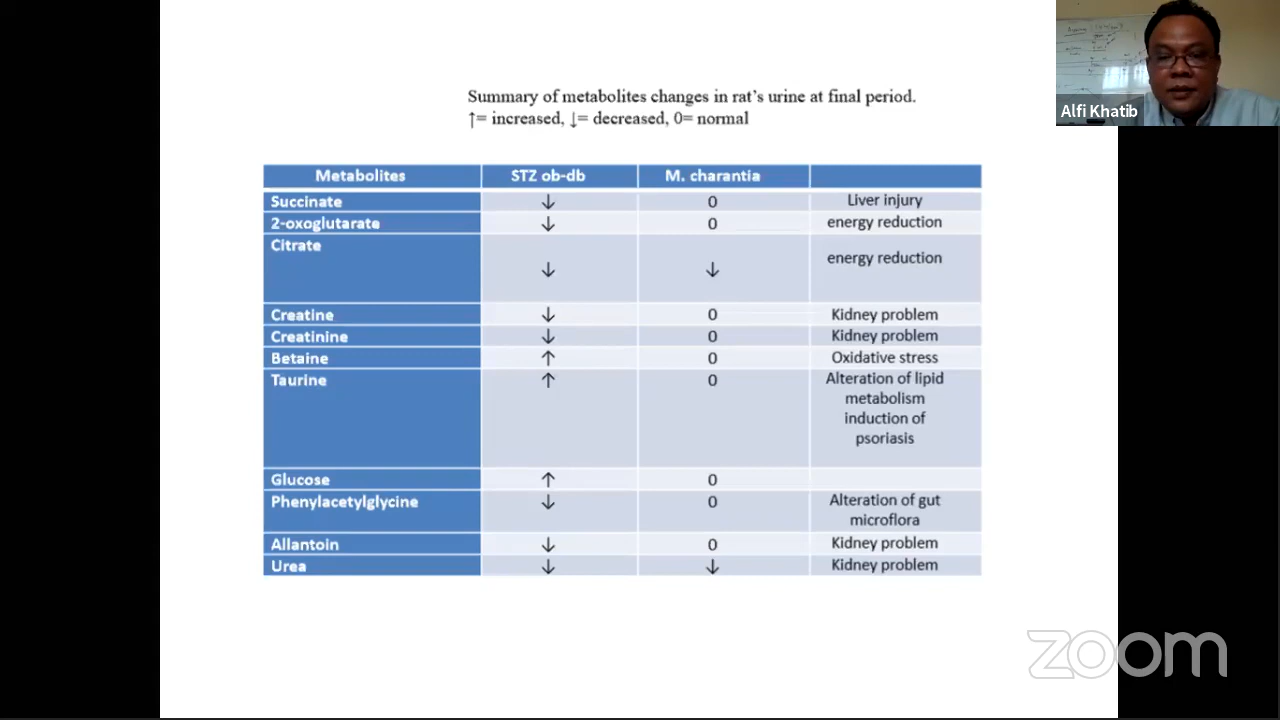 Summary of metabolites changes in rat's urine at final period.
↑= increased, ↓= decreased, 0= normal
Alfi Khatib
Metabolites STZ ob-db M. charantia
Succinate ↓ 0 Liver injury
2-oxoglutarate ↓ 0 energy reduction
Citrate ↓ ↓ energy reduction
Creatine ↓ 0 Kidney problem
Creatinine ↓ 0 Kidney problem
Betaine ↑ 0 Oxidative stress
Taurine ↑ 0 Alteration of lipid
metabolism
induction of
psoriasis
Glucose ↑ 0
Phenylacetylglycine ↓ 0 Alteration of gut
microflora
Allantoin ↓ 0 Kidney problem
Urea ↓ ↓ Kidney problem
zoom